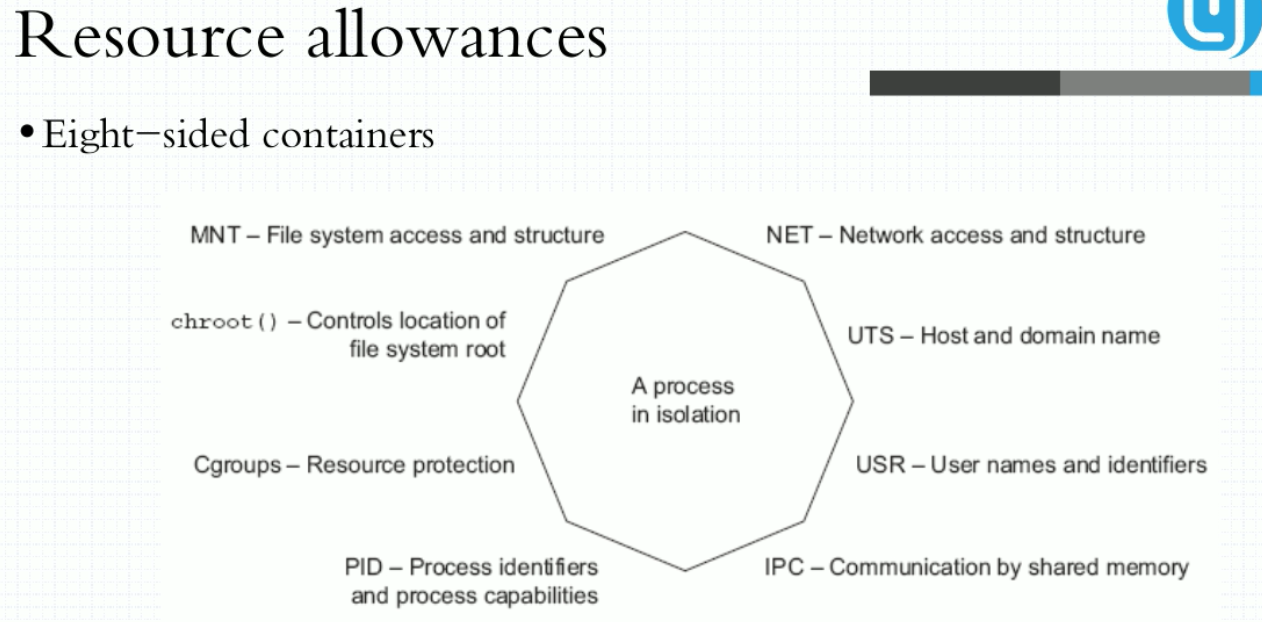 Resource allowances
• Eight-sided containers
MNT – File system access and structure
NET – Network access and structure
chroot() – Controls location of
file system root
UTS – Host and domain name
A process
in isolation
Cgroups – Resource protection
USR – User names and identifiers
PID – Process identifiers
and process capabilities
IPC – Communication by shared memory